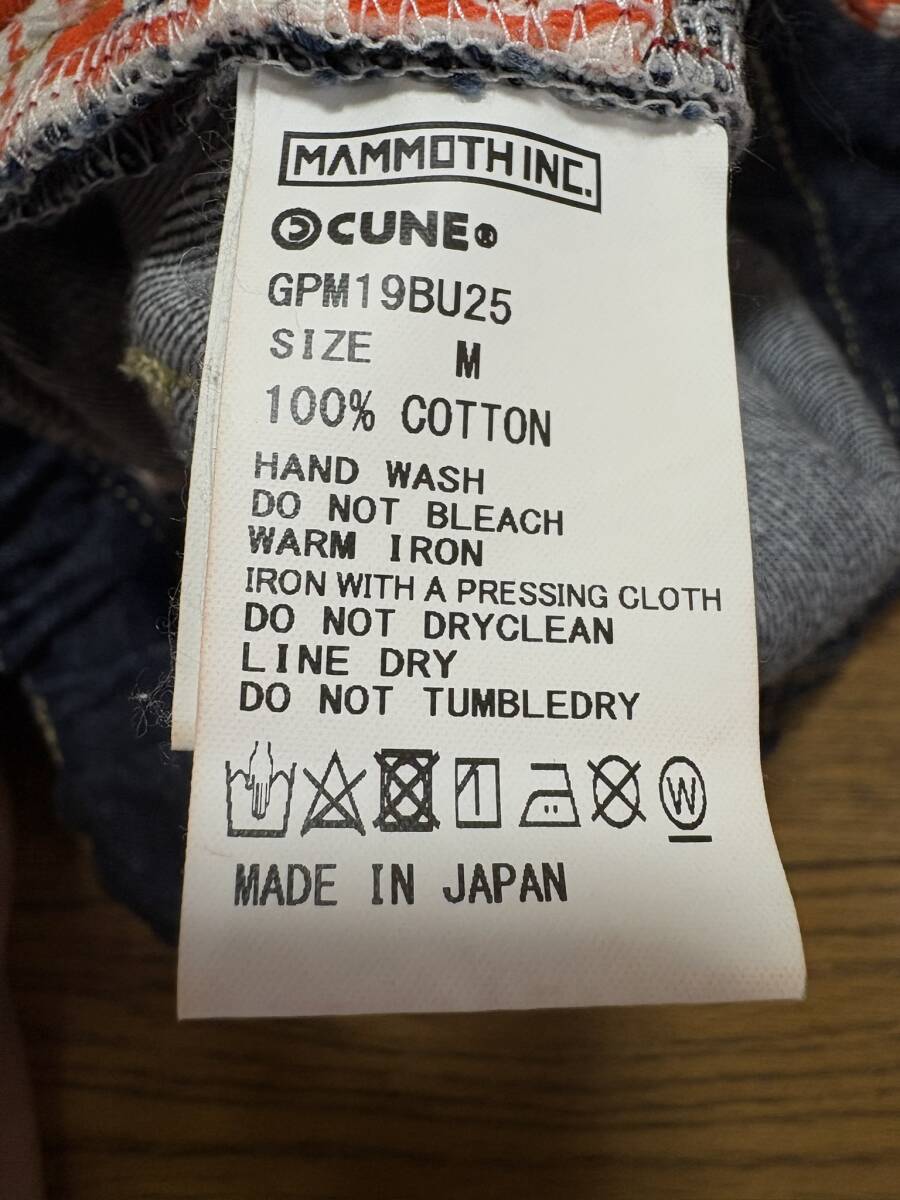 MAMMOTH INC.
CUNE®
GPM19BU25
SIZE M
100% COTTON
HAND WASH
DO NOT BLEACH
WARM IRON
IRON WITH A PRESSING CLOTH
DO NOT DRYCLEAN
LINE DRY
DO NOT TUMBLEDRY
W
MADE IN JAPAN